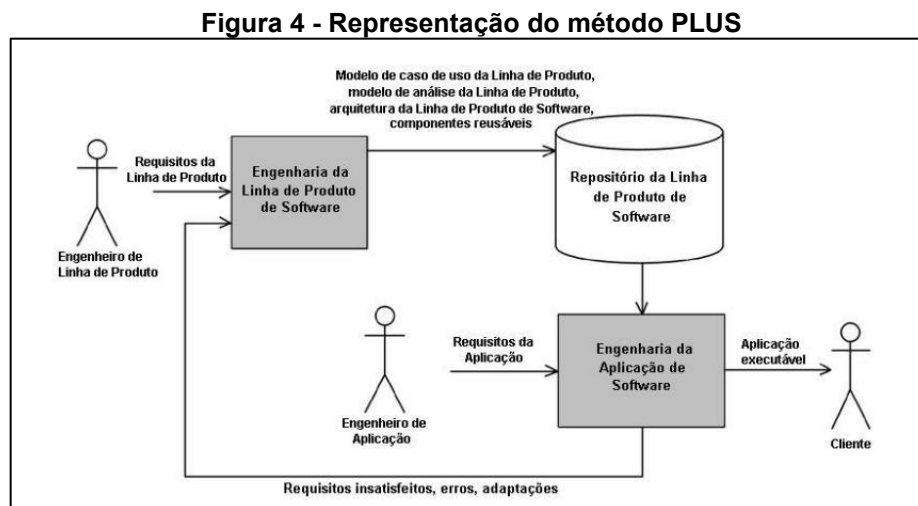 Figura 4 - Representação do método PLUS
Modelo de caso de uso da Linha de Produto,
modelo de análise da Linha de Produto,
arquitetura da Linha de Produto de Software,
componentes reusáveis
Requisitos da
Linha de Produto
Engenharia da
Linha de Produto
de Software
Repositório da Linha
de Produto de
Software
Engenheiro de
Linha de Produto
Requisitos da
Aplicação
Engenharia da
Aplicação de
Software
Aplicação
executável
Engenheiro de
Aplicação
Cliente
Requisitos insatisfeitos, erros, adaptações